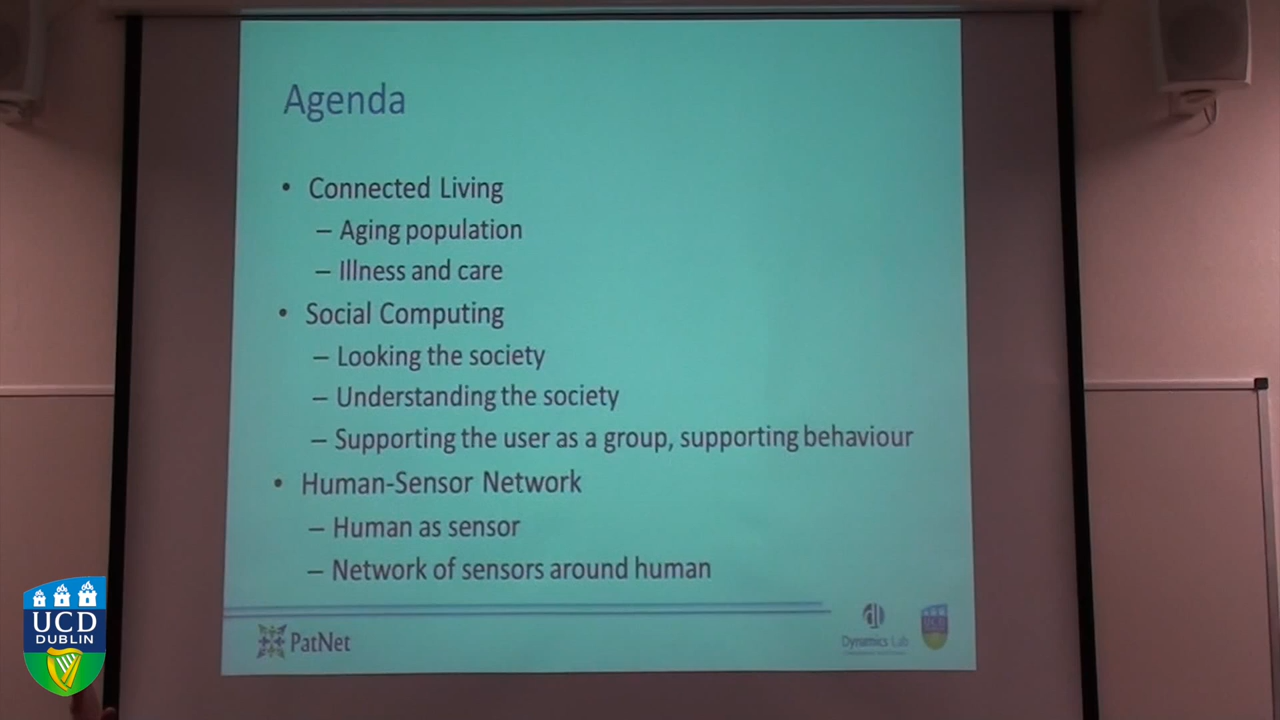 Agenda
• Connected Living
– Aging population
– Illness and care
• Social Computing
– Looking the society
– Understanding the society
– Supporting the user as a group, supporting behaviour
• Human-Sensor Network
– Human as sensor
– Network of sensors around human
PatNet
Dynamics Lab
UCD
UCD
DUBLIN